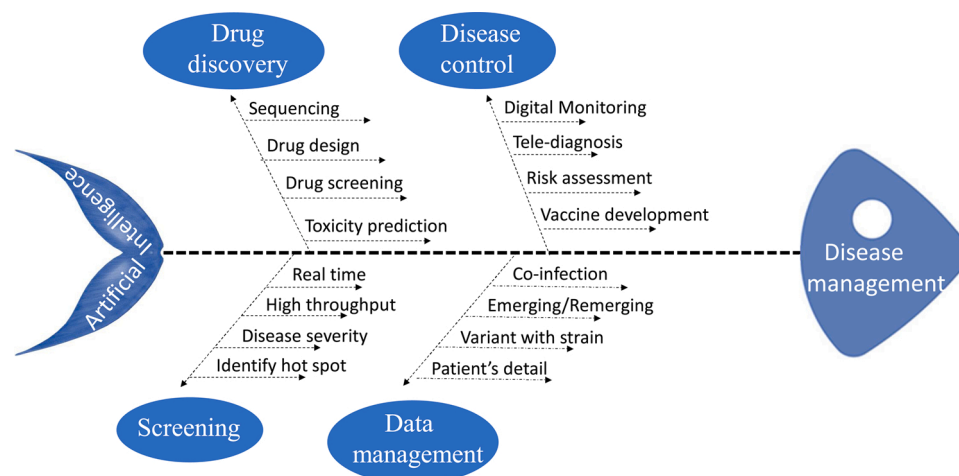 Drug
discovery
Disease
control
Sequencing
Drug design
Drug screening
Toxicity prediction
Digital Monitoring
Tele-diagnosis
Risk assessment
Vaccine development
Artificial
Intelligence
Disease
management
Real time
High throughput
Disease severity
Identify hot spot
Co-infection
Emerging/Remerging
Variant with strain
Patient's detail
Screening
Data
management